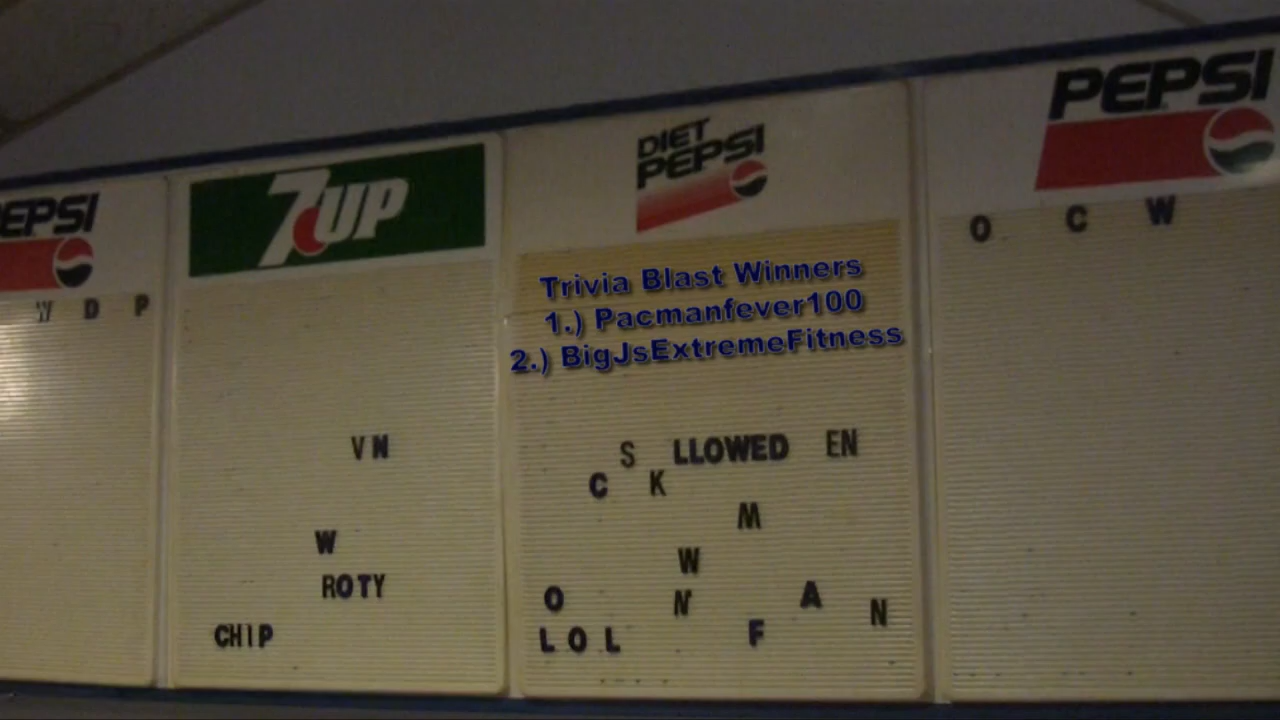 PEPSI
W D P
7UP
VN
W
ROTY
CHIP
DIET
PEPSI
Trivia Blast Winners
1.) Pacmanfever100
2.) BigJsExtremeFitness
S LLOWED EN
C K
M
W
O N A N
LOL F
PEPSI
O C W